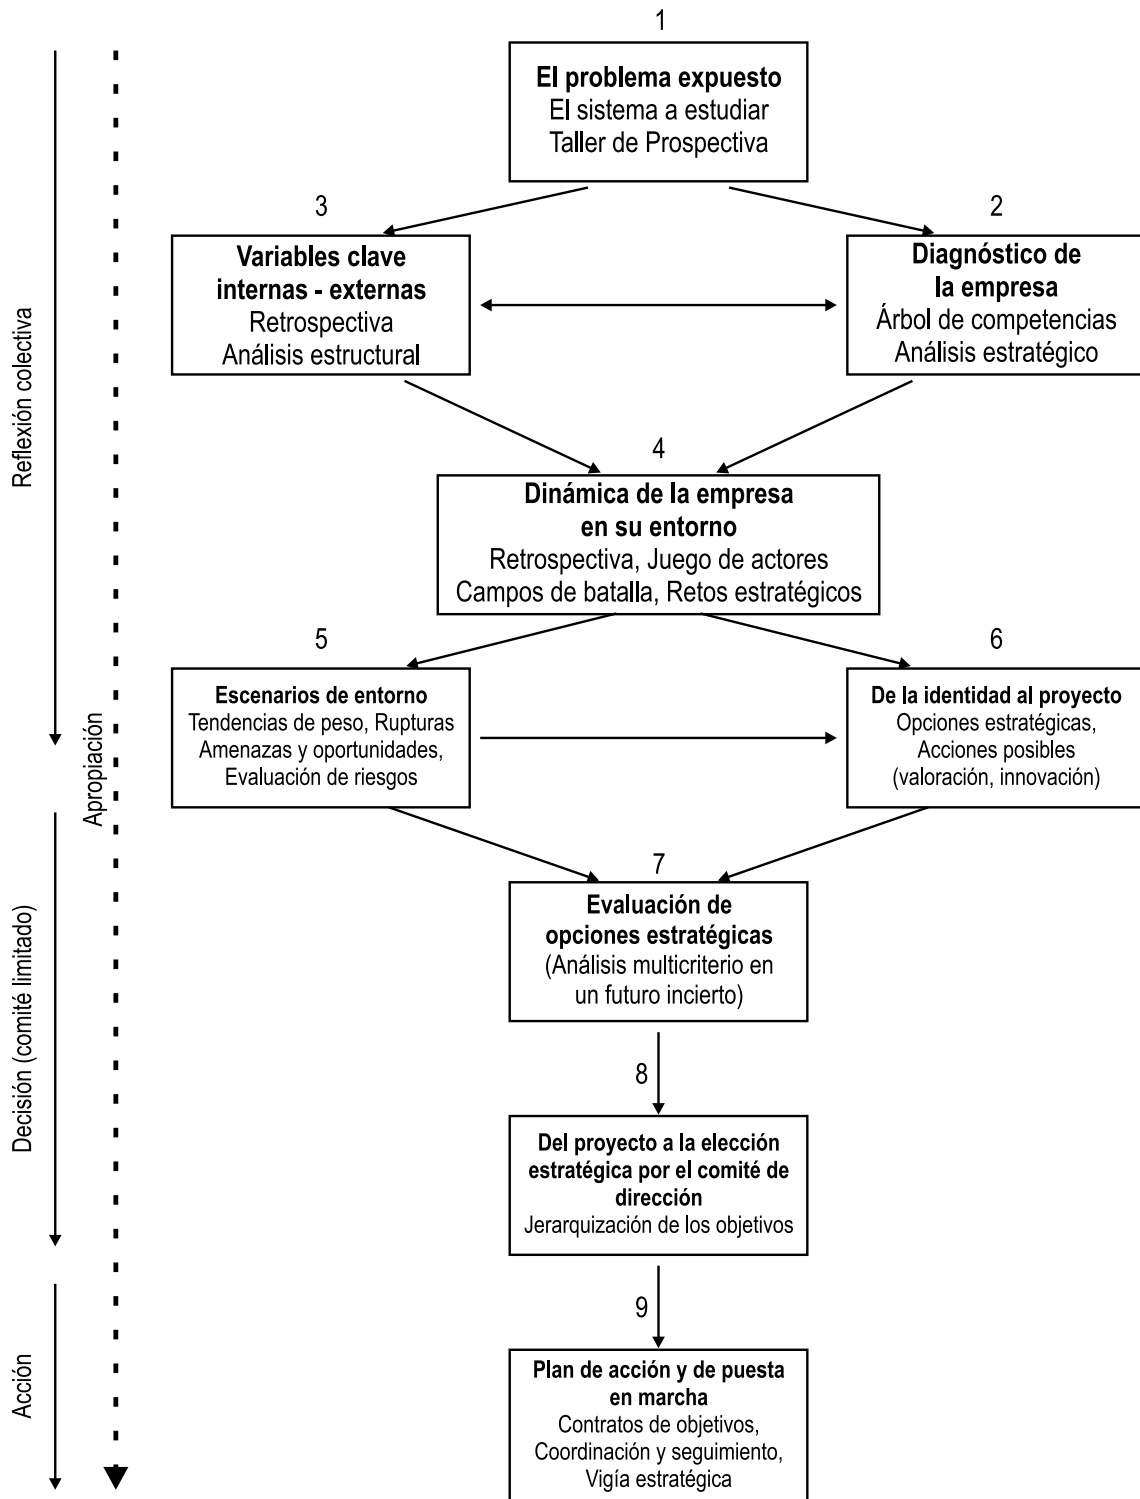 1
El problema expuesto
El sistema a estudiar
Taller de Prospectiva
3
Variables clave
internas - externas
Retrospectiva
Análisis estructural
2
Diagnóstico de
la empresa
Árbol de competencias
Análisis estratégico
4
Dinámica de la empresa
en su entorno
Retrospectiva, Juego de actores
Campos de batalla, Retos estratégicos
5
Escenarios de entorno
Tendencias de peso, Rupturas
Amenazas y oportunidades,
Evaluación de riesgos
6
De la identidad al proyecto
Opciones estratégicas,
Acciones posibles
(valoración, innovación)
7
Evaluación de
opciones estratégicas
(Análisis multicriterio en
un futuro incierto)
8
Del proyecto a la elección
estratégica por el comité de
dirección
Jerarquización de los objetivos
9
Plan de acción y de puesta
en marcha
Contratos de objetivos,
Coordinación y seguimiento,
Vigía estratégica
Reflexión colectiva
Apropiación
Decisión (comité limitado)
Acción